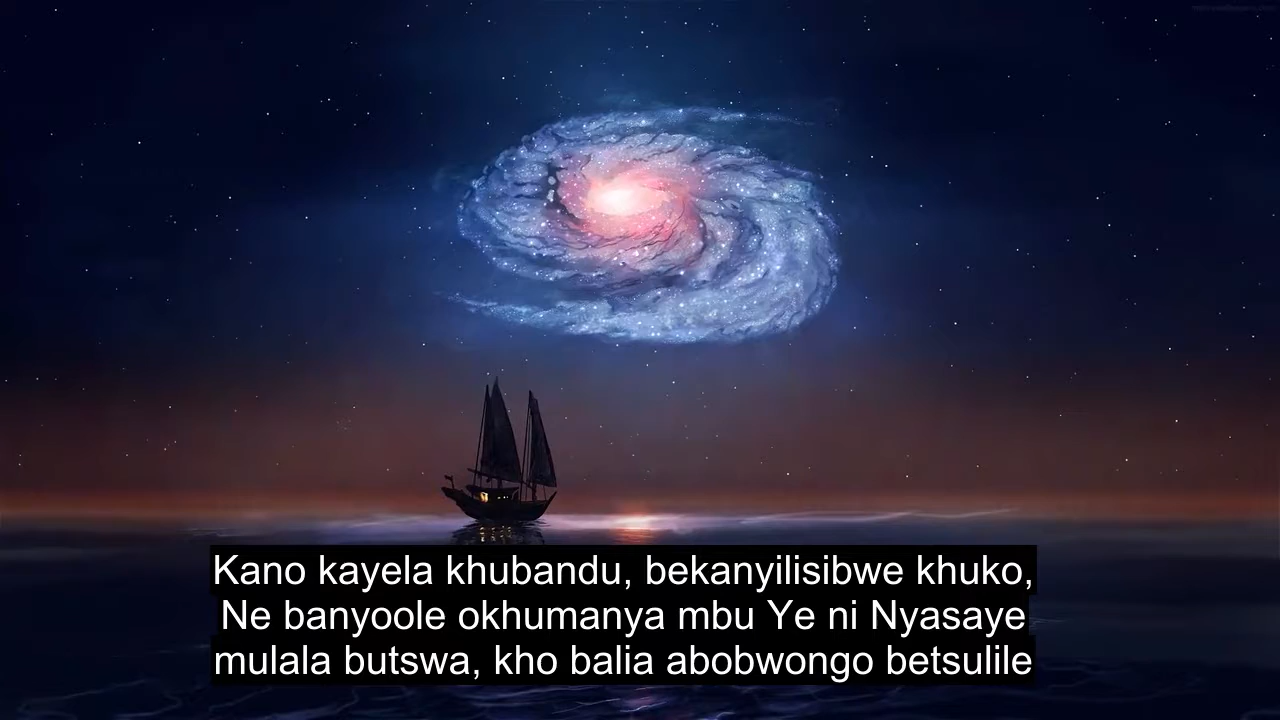 Kano kayela khubandu, bekanyilisibwe khuko,
Ne banyoole okhumanya mbu Ye ni Nyasaye
mulala butswa, kho balia abobwongo betsulile